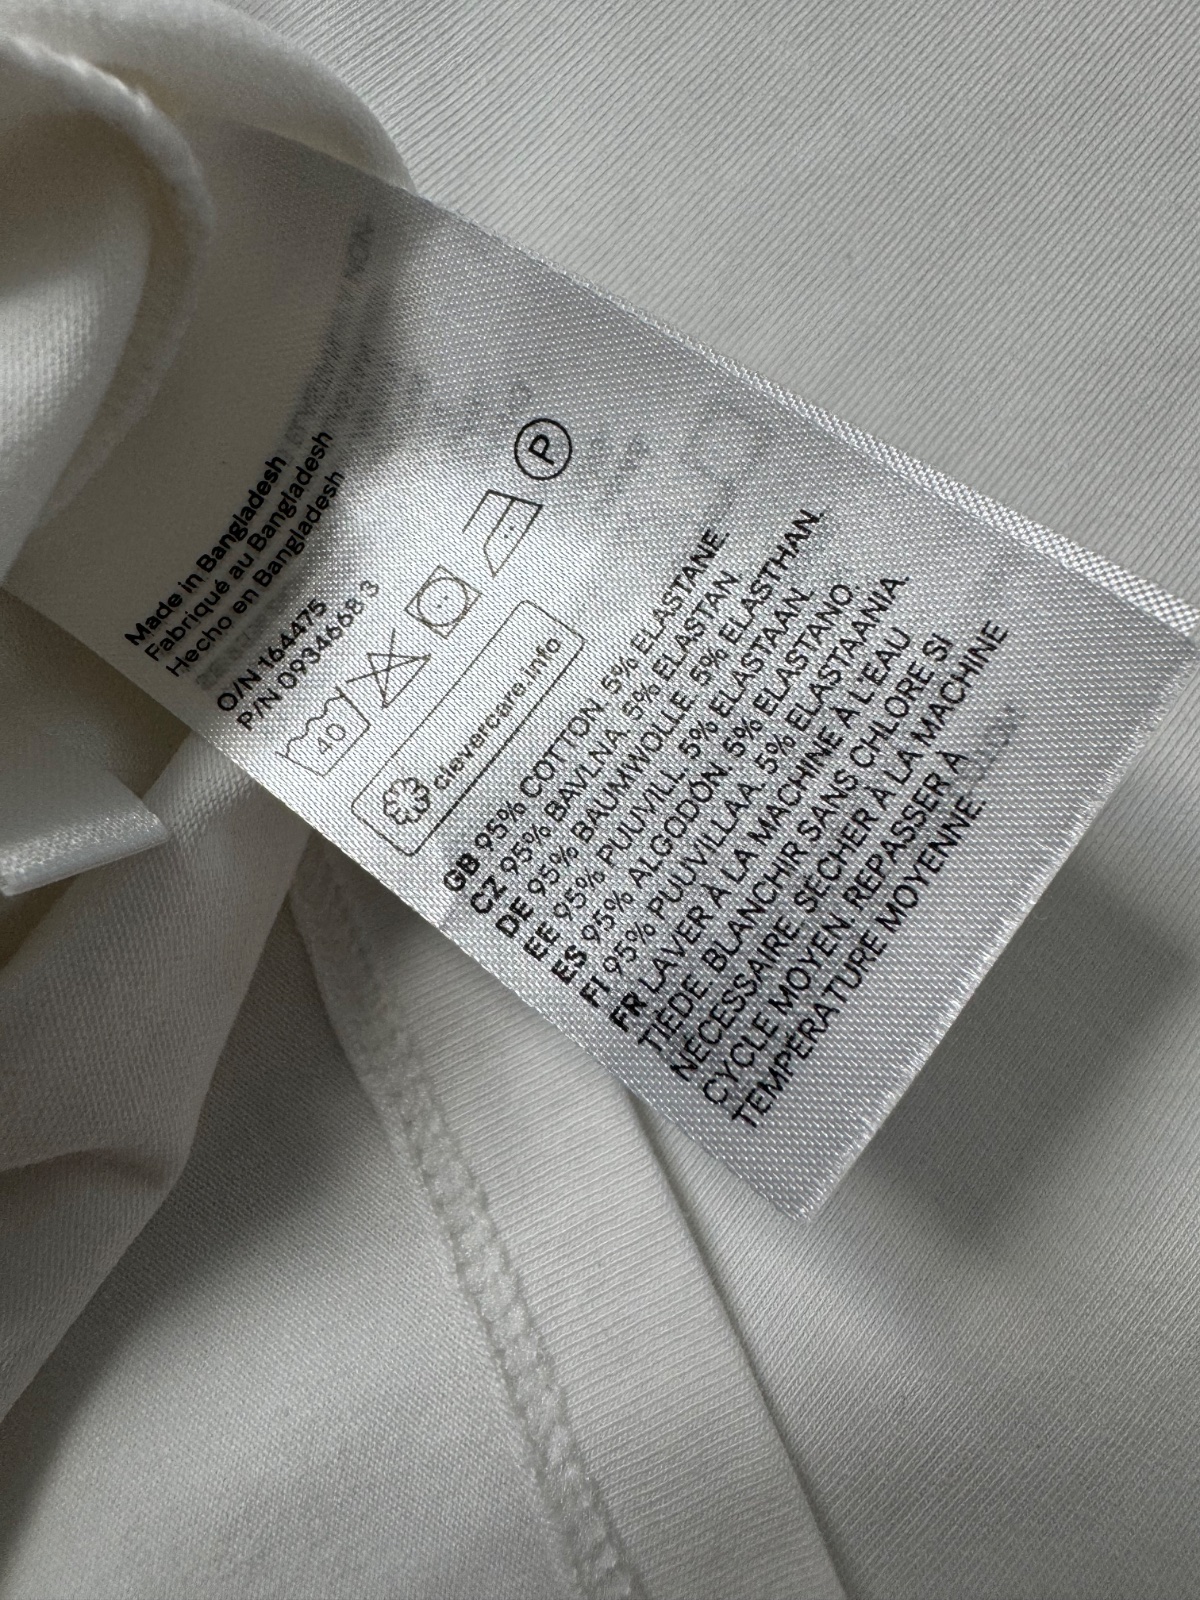 Made in Bangladesh
Fabriqué au Bangladesh
Hecho en Bangladesh
O/N 164475
P/N 0934668 3
40
P
clevercare.info
GB 95% COTTON. 5% ELASTANE.
CZ 95% BAVLNA. 5% ELASTAN
DE 95% BAUMWOLLE. 5% ELASTHAN.
EE 95% PUUVILL. 5% ELASTAAN.
ES 95% ALGODÓN. 5% ELASTANO
FI 95% PUUVILLAA. 5% ELASTAANIA.
FR LAVER À LA MACHINE À L'EAU
TIÈDE. BLANCHIR SANS CHLORE SI
NÉCESSAIRE. SÉCHER À LA MACHINE
CYCLE MOYEN. REPASSER À
TEMPÉRATURE MOYENNE.